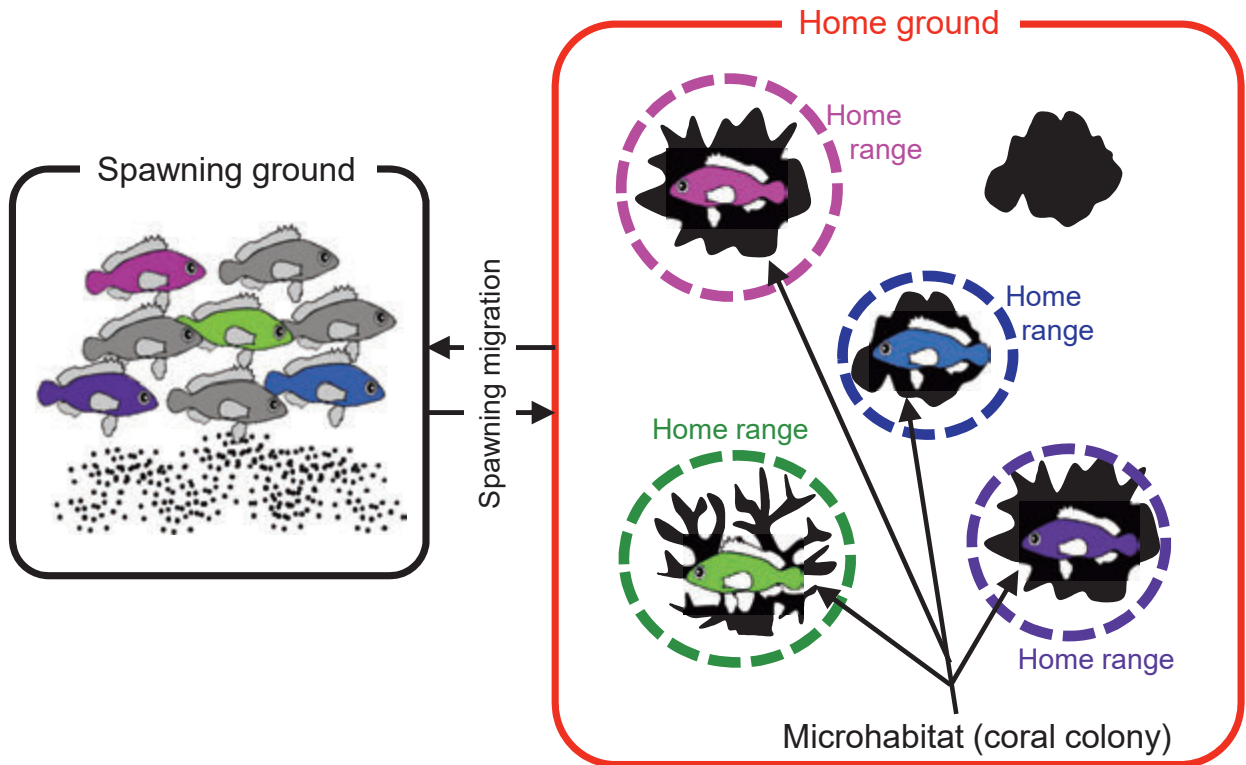 Home ground
Spawning ground
Spawning migration
Home
range
Home
range
Home range
Home range
Microhabitat (coral colony)